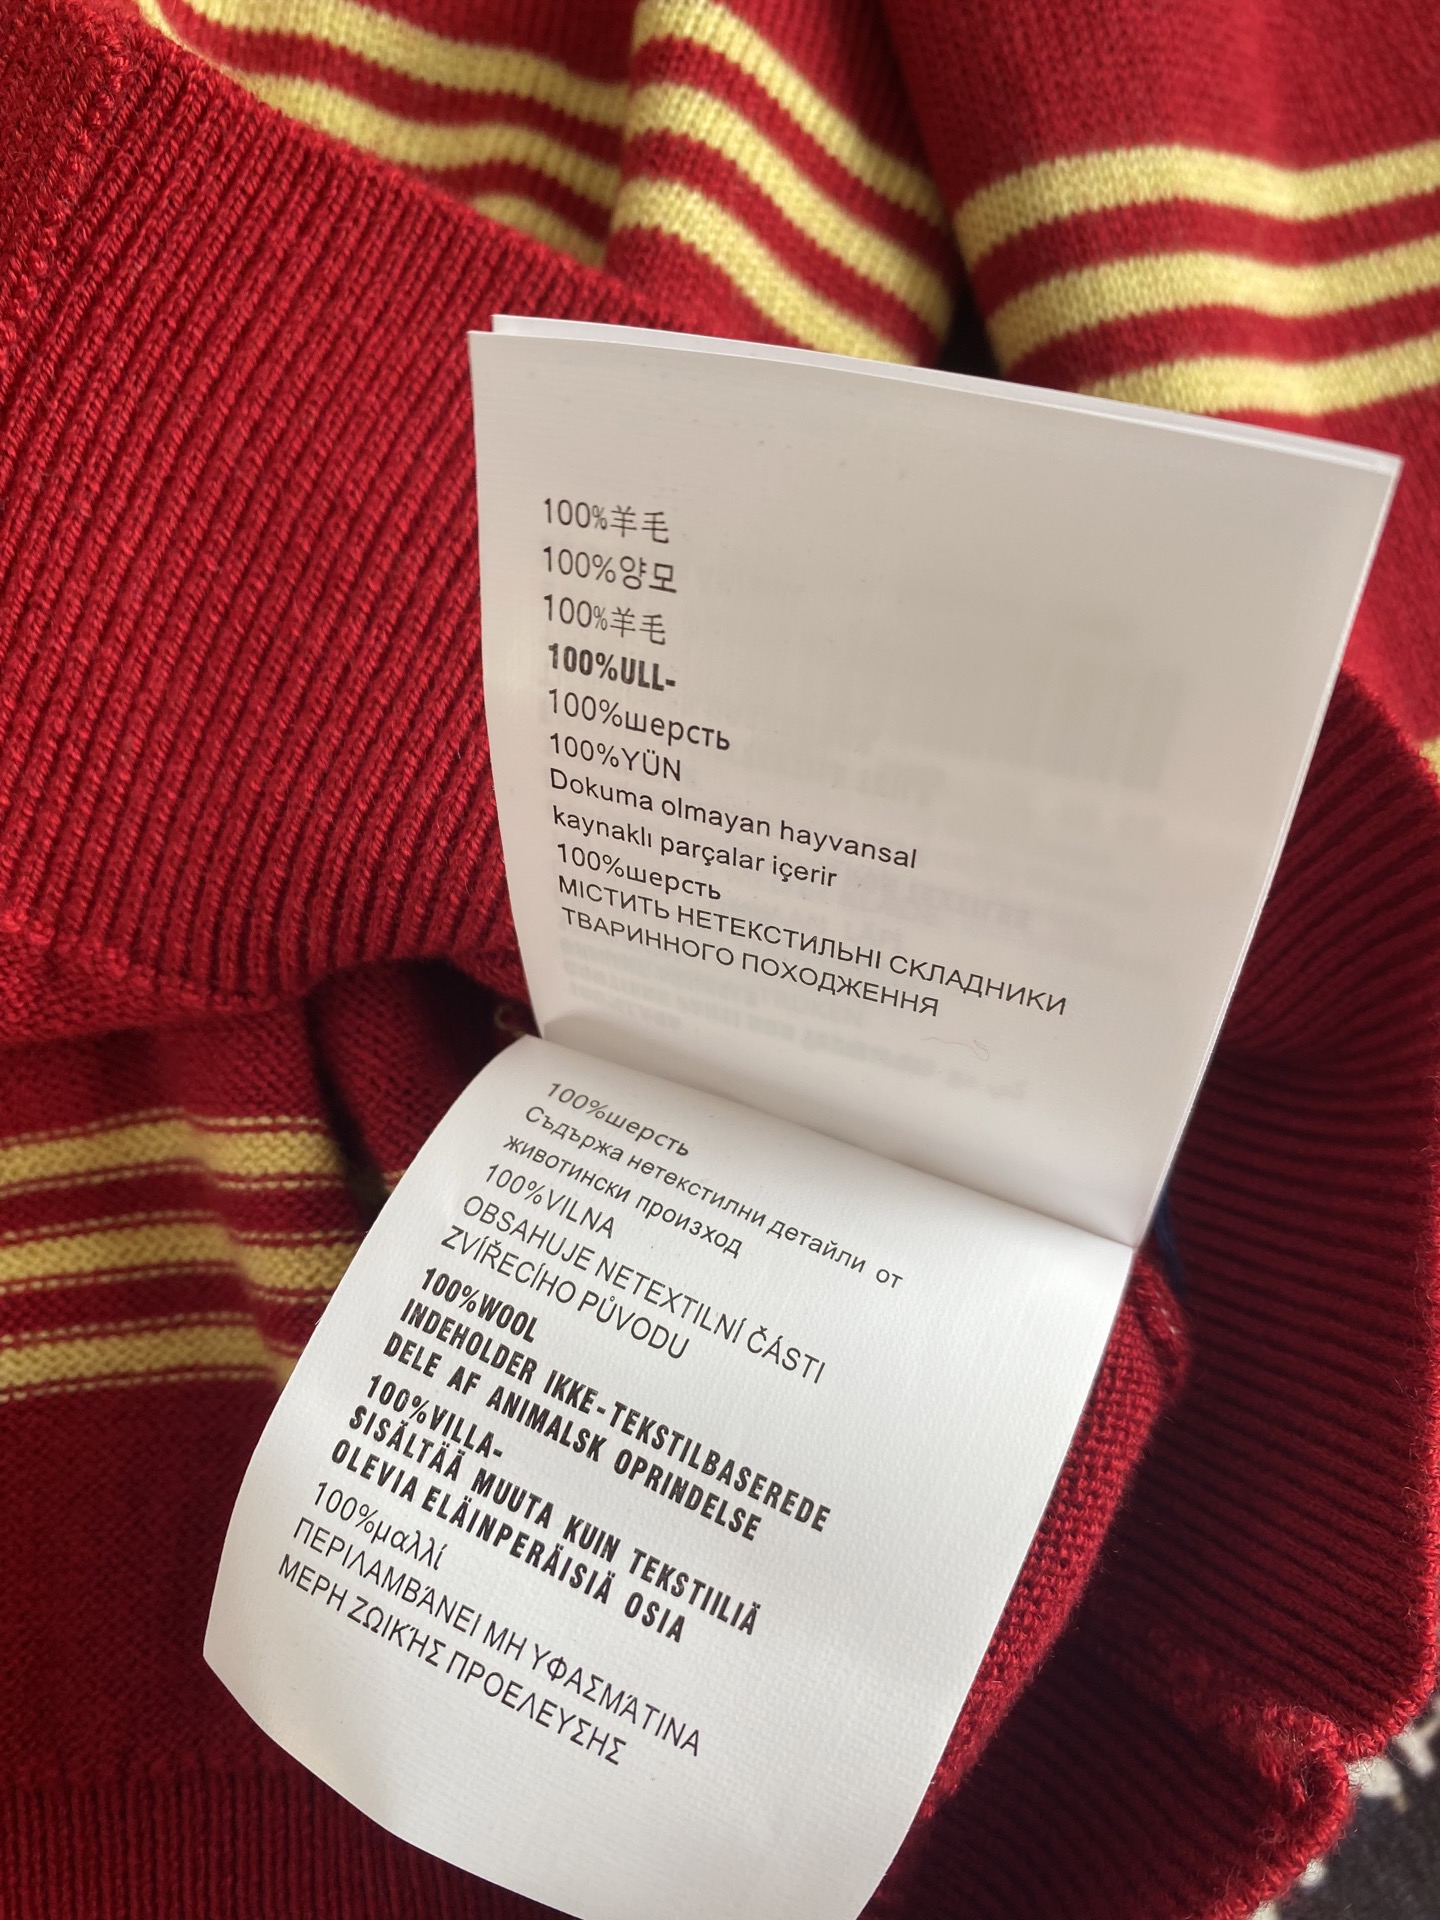 100%羊毛
100%양모
100%羊毛
100%ULL-
100%шерсть
100%YÜN
Dokuma olmayan hayvansal
kaynaklı parçalar içerir
100%шерсть
МІСТИТЬ НЕТЕКСТИЛЬНІ СКЛАДНИКИ
ТВАРИННОГО ПОХОДЖЕННЯ
100%шерсть
Съдържа нетекстилни детайли от
животински произход
100%VILNA
OBSAHUJE NETEXTILNÍ ČÁSTI
ZVÍŘECÍHO PŮVODU
100%WOOL
INDEHOLDER IKKE-TEKSTILBASEREDE
DELE AF ANIMALSK OPRINDELSE
100%VILLA-
SISÄLTÄÄ MUUTA KUIN TEKSTIILIÄ
OLEVIA ELÄINPERÄISIÄ OSIA
100%μαλλί
ΠΕΡΙΛΑΜΒΆΝΕΙ ΜΗ ΥΦΑΣΜΆΤΙΝΑ
ΜΕΡΗ ΖΩΙΚΉΣ ΠΡΟΕΛΕΥΣΗΣ